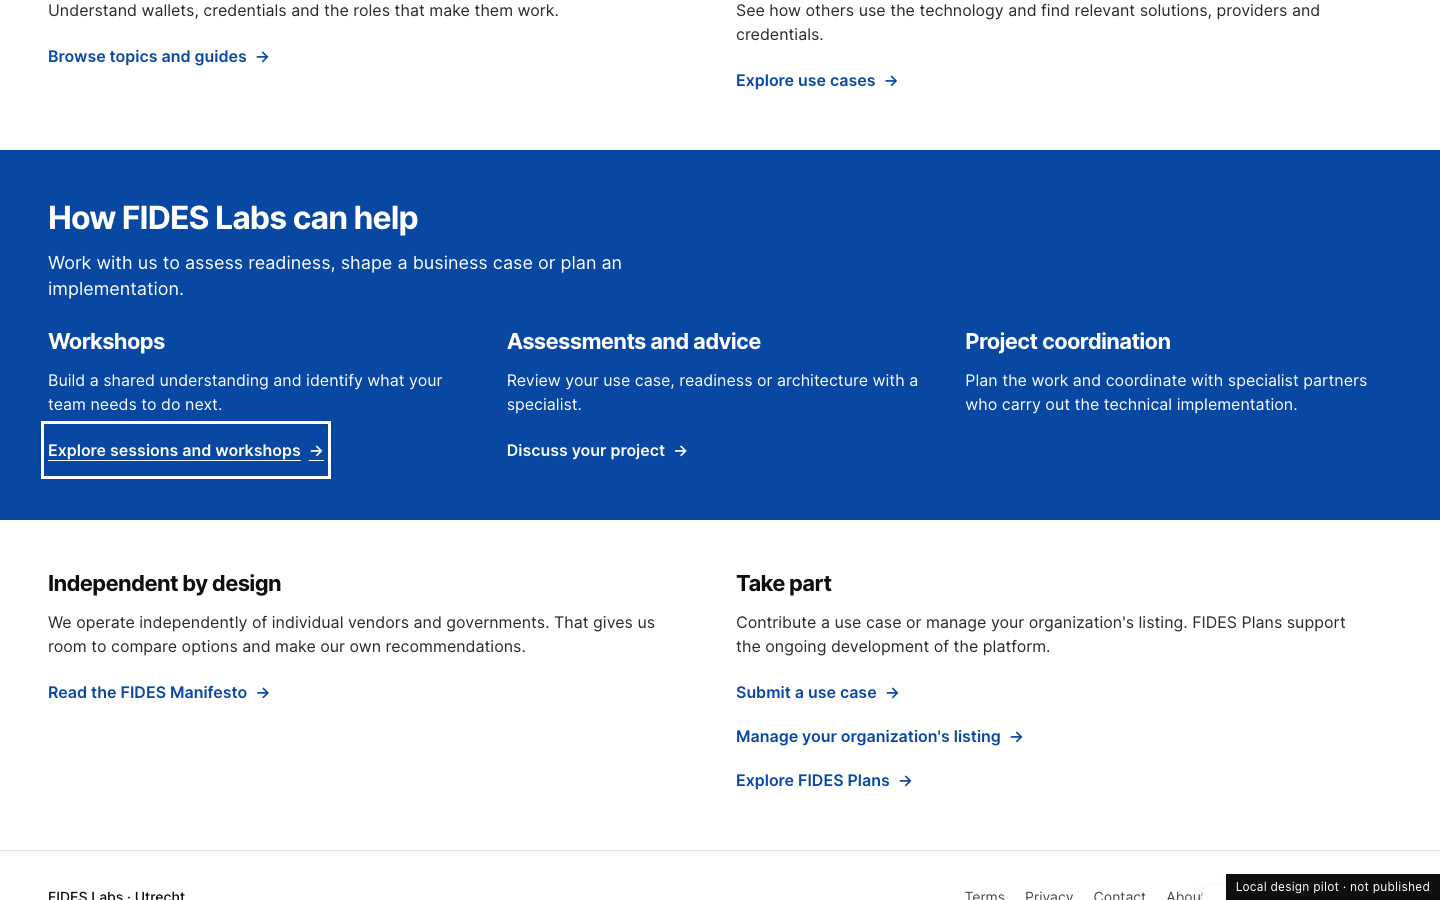 Understand wallets, credentials and the roles that make them work.
Browse topics and guides →
See how others use the technology and find relevant solutions, providers and
credentials.
Explore use cases →
How FIDES Labs can help
Work with us to assess readiness, shape a business case or plan an
implementation.
Workshops
Build a shared understanding and identify what your
team needs to do next.
Explore sessions and workshops →
Assessments and advice
Review your use case, readiness or architecture with a
specialist.
Discuss your project →
Project coordination
Plan the work and coordinate with specialist partners
who carry out the technical implementation.
Independent by design
We operate independently of individual vendors and governments. That gives us
room to compare options and make our own recommendations.
Read the FIDES Manifesto →
Take part
Contribute a use case or manage your organization's listing. FIDES Plans support
the ongoing development of the platform.
Submit a use case →
Manage your organization's listing →
Explore FIDES Plans →
FIDES Labs · Utrecht
Terms Privacy Contact About
Local design pilot · not published